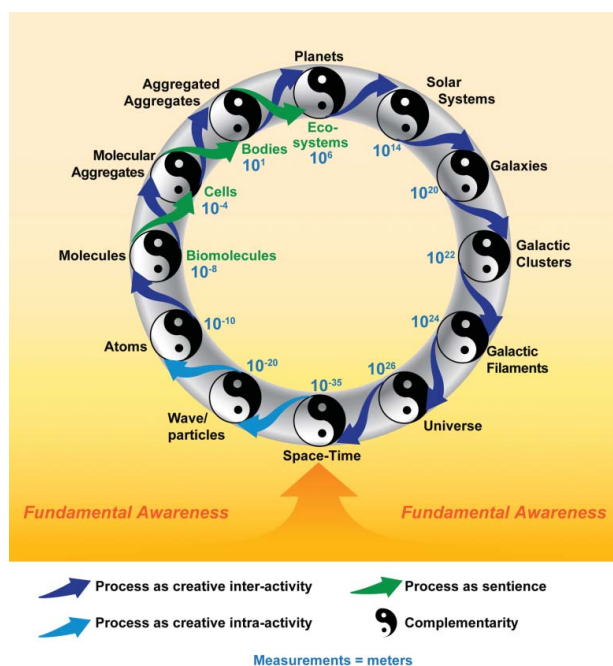 Planets
Aggregated
Aggregates
Solar
Systems
Eco-
systems
10⁶
10¹⁴
Bodies
10¹
Molecular
Aggregates
Galaxies
10²⁰
Cells
10⁻⁴
Molecules
Biomolecules
10⁻⁸
10²²
Galactic
Clusters
10⁻¹⁰
10²⁴
Atoms
Galactic
Filaments
10⁻²⁰
10⁻³⁵
10²⁶
Wave/
particles
Universe
Space-Time
Fundamental Awareness
Fundamental Awareness
Process as creative inter-activity
Process as sentience
Process as creative intra-activity
Complementarity
Measurements = meters